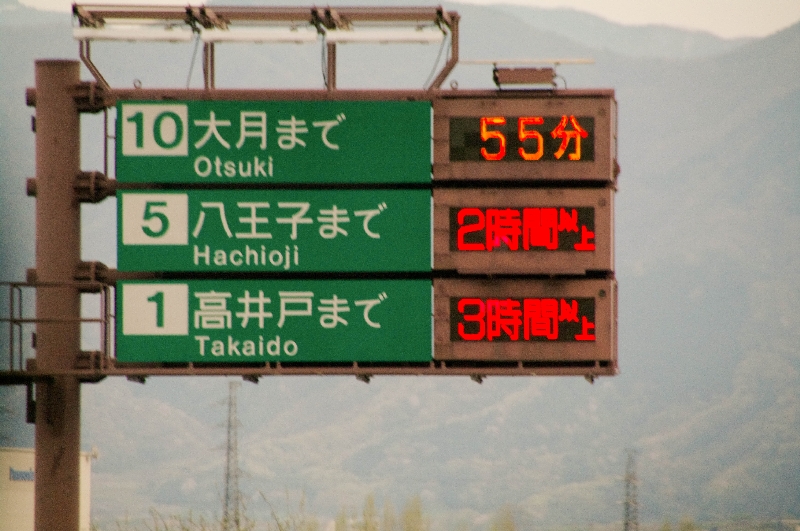 10 大月まで 55分
Otsuki
5 八王子まで 2時間以上
Hachioji
1 高井戸まで 3時間以上
Takaido